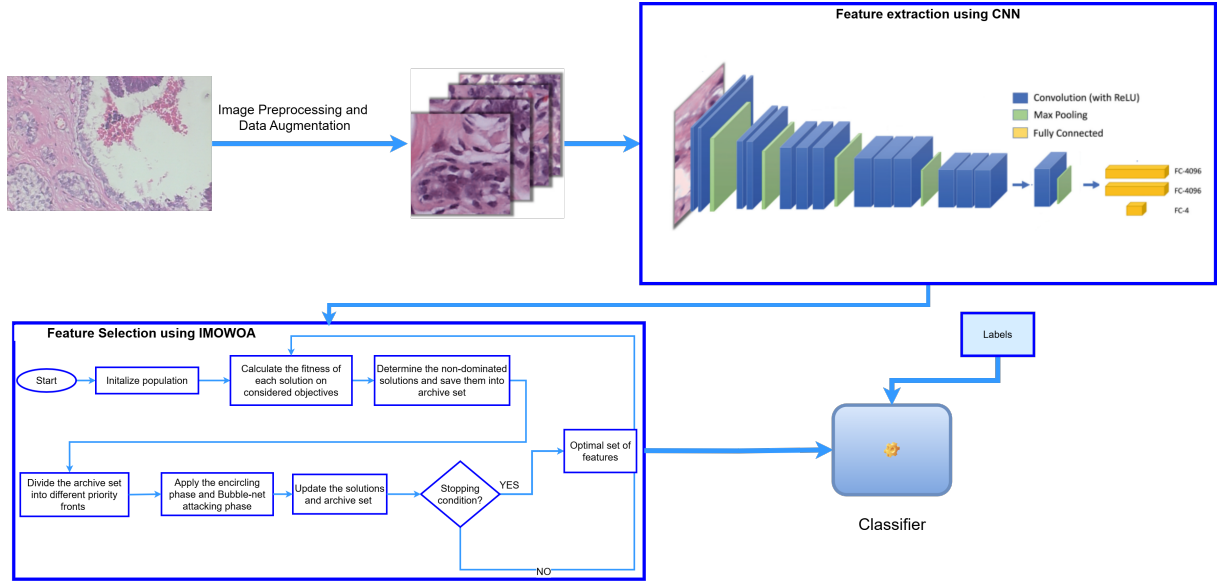 Feature extraction using CNN
Image Preprocessing and
Data Augmentation
Convolution (with ReLU)
Max Pooling
Fully Connected
FC-4096
FC-4096
FC-4
Feature Selection using IMOWOA
Start
Initalize population
Calculate the fitness of
each solution on
considered objectives
Determine the non-dominated
solutions and save them into
archive set
Divide the archive set
into different priority
fronts
Apply the encircling
phase and Bubble-net
attacking phase
Update the solutions
and archive set
Stopping
condition?
YES
NO
Optimal set of
features
Labels
Classifier